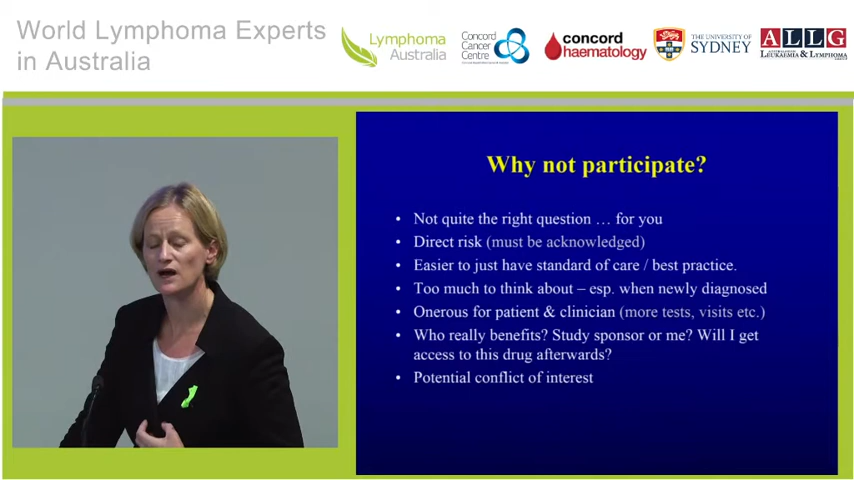 World Lymphoma Experts
in Australia
Lymphoma
Australia
Concord
Cancer
Centre
concord
haematology
THE UNIVERSITY OF
SYDNEY
ALLG
LEUKAEMIA & LYMPHOMA
Why not participate?
• Not quite the right question … for you
• Direct risk (must be acknowledged)
• Easier to just have standard of care / best practice.
• Too much to think about – esp. when newly diagnosed
• Onerous for patient & clinician (more tests, visits etc.)
• Who really benefits? Study sponsor or me? Will I get
access to this drug afterwards?
• Potential conflict of interest